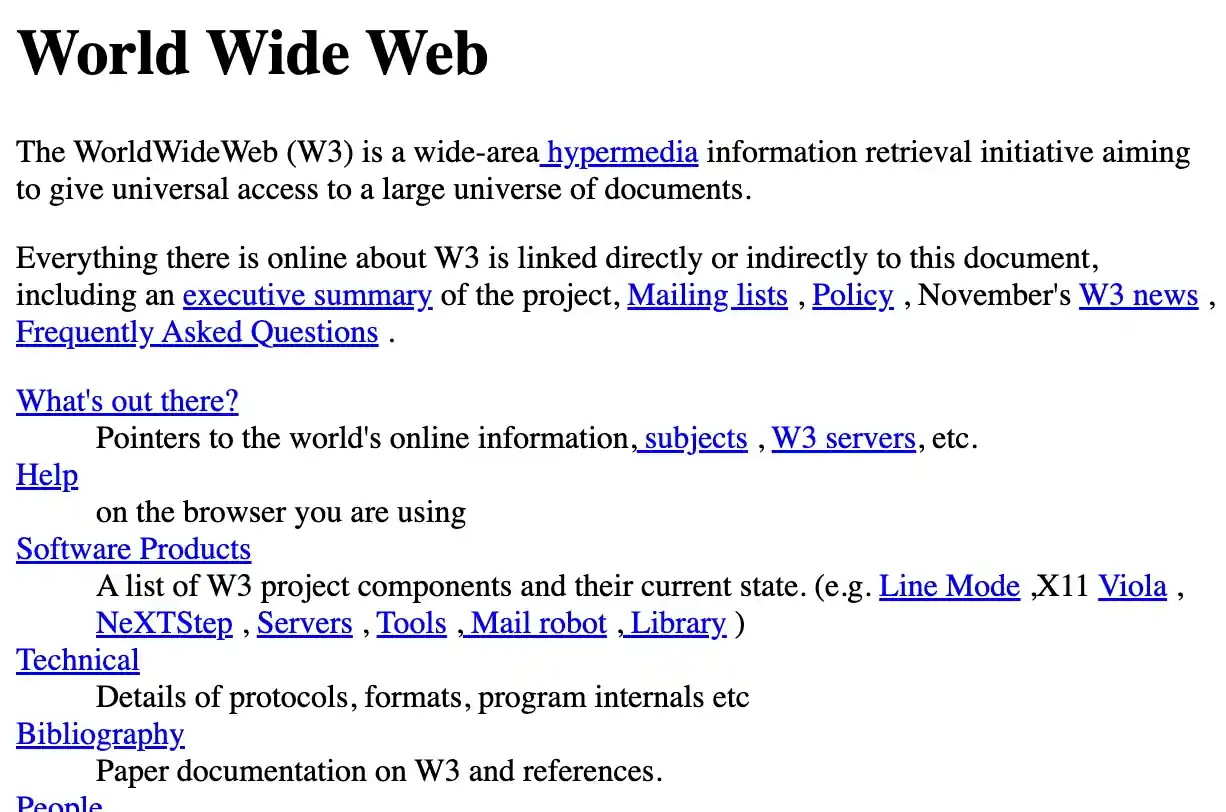 World Wide Web
The WorldWideWeb (W3) is a wide-area hypermedia information retrieval initiative aiming
to give universal access to a large universe of documents.
Everything there is online about W3 is linked directly or indirectly to this document,
including an executive summary of the project, Mailing lists , Policy , November's W3 news ,
Frequently Asked Questions .
What's out there?
Pointers to the world's online information, subjects , W3 servers, etc.
Help
on the browser you are using
Software Products
A list of W3 project components and their current state. (e.g. Line Mode ,X11 Viola ,
NeXTStep , Servers , Tools , Mail robot , Library )
Technical
Details of protocols, formats, program internals etc
Bibliography
Paper documentation on W3 and references.
People